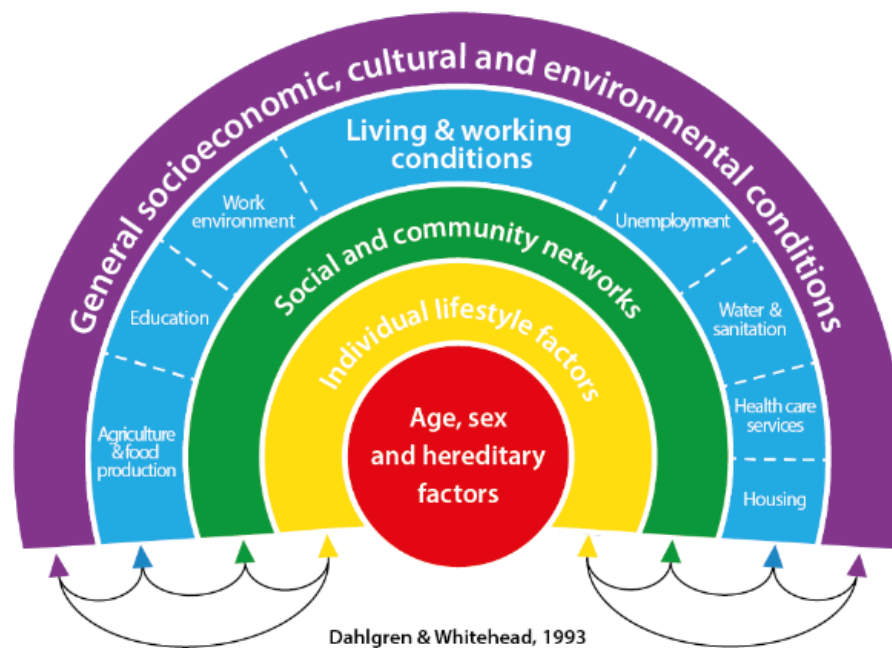 General socioeconomic, cultural and environmental conditions
Living & working
conditions
Work
environment
Unemployment
Education
Water &
sanitation
Agriculture
& food
production
Health care
services
Housing
Social and community networks
Individual lifestyle factors
Age, sex
and hereditary
factors
Dahlgren & Whitehead, 1993